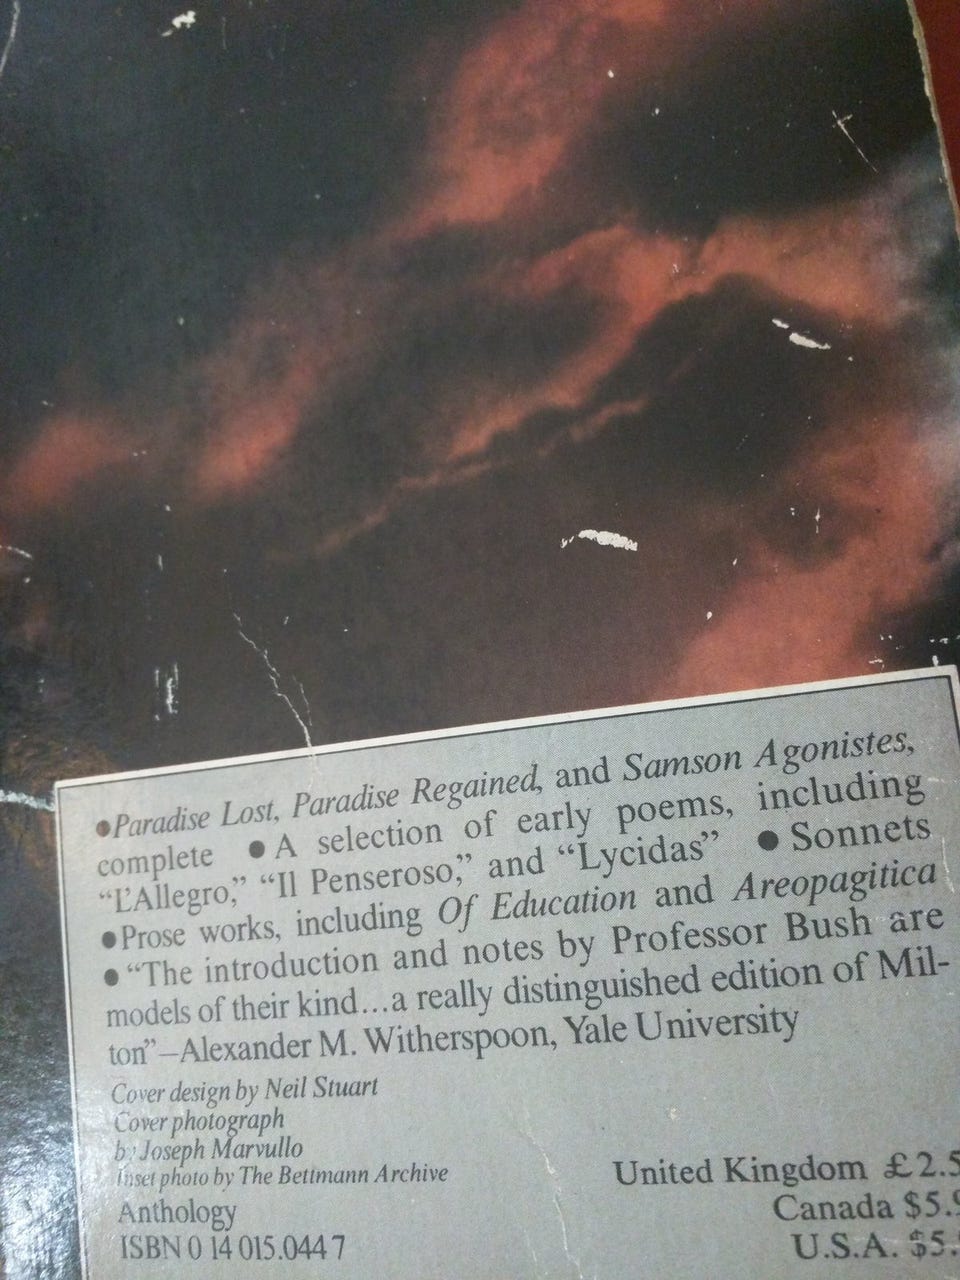 ●Paradise Lost, Paradise Regained, and Samson Agonistes,
complete ●A selection of early poems, including
“L’Allegro,” “Il Penseroso,” and “Lycidas” ●Sonnets
●Prose works, including Of Education and Areopagitica
●“The introduction and notes by Professor Bush are
models of their kind...a really distinguished edition of Mil-
ton”–Alexander M. Witherspoon, Yale University
Cover design by Neil Stuart
Cover photograph
by Joseph Marvullo
Inset photo by The Bettmann Archive
Anthology
ISBN 0 14 015.044 7
United Kingdom £2.5
Canada $5.9
U.S.A. $5.